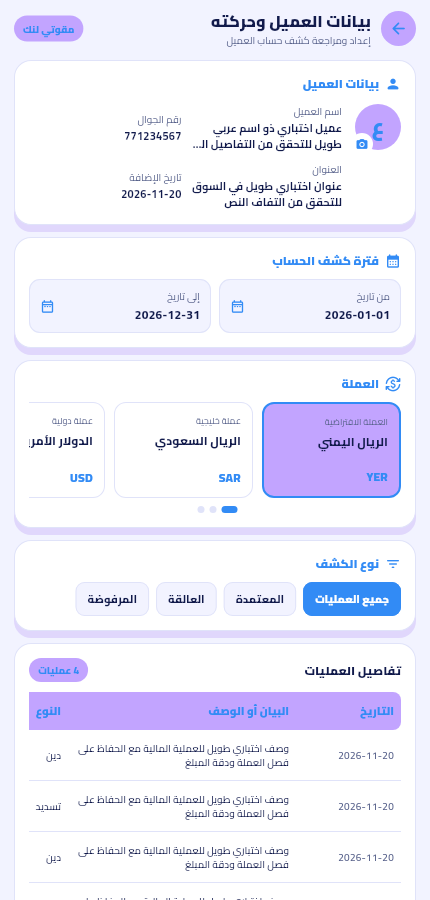 بيانات العميل وحركته
إعداد ومراجعة كشف حساب العميل
مقوتي لنك
بيانات العميل
ع
اسم العميل
عميل اختباري ذو اسم عربي
طويل للتحقق من التفاصيل الـ...
رقم الجوال
771234567
العنوان
عنوان اختباري طويل في السوق
للتحقق من التفاف النص
تاريخ الإضافة
2026-11-20
فترة كشف الحساب
من تاريخ
2026-01-01
إلى تاريخ
2026-12-31
العملة
العملة الافتراضية
الريال اليمني
YER
عملة خليجية
الريال السعودي
SAR
عملة دولية
الدولار الأمر
USD
نوع الكشف
جميع العمليات
المعتمدة
العالقة
المرفوضة
تفاصيل العمليات
4 عمليات
التاريخ البيان أو الوصف النوع
2026-11-20
وصف اختباري طويل للعملية المالية مع الحفاظ على
فصل العملة ودقة المبلغ
دين
2026-11-20
وصف اختباري طويل للعملية المالية مع الحفاظ على
فصل العملة ودقة المبلغ
تسديد
2026-11-20
وصف اختباري طويل للعملية المالية مع الحفاظ على
فصل العملة ودقة المبلغ
دين